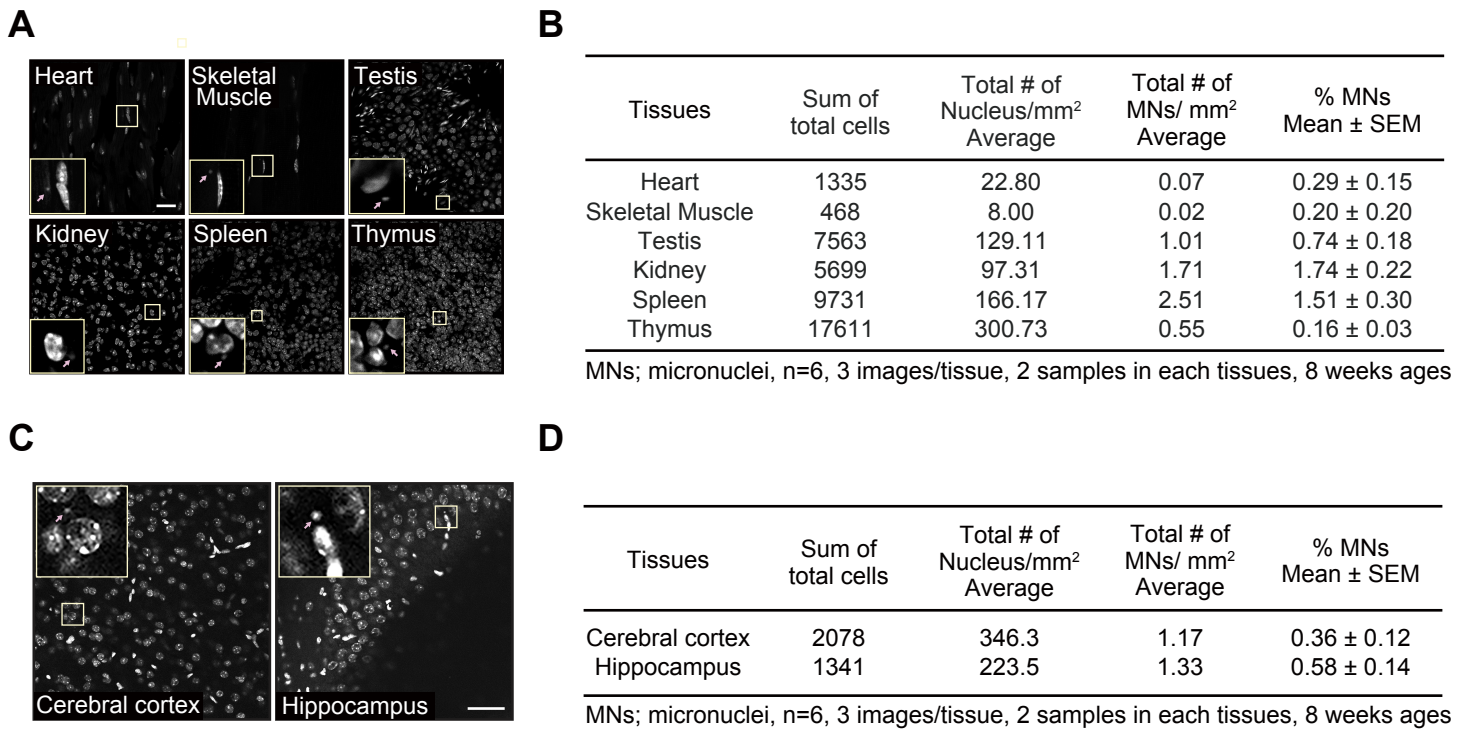 A
Heart
Skeletal
Muscle
Testis
Kidney
Spleen
Thymus
B
Tissues Sum of total cells Total # of Nucleus/mm² Average Total # of MNs/ mm² Average % MNs Mean ± SEM
Heart 1335 22.80 0.07 0.29 ± 0.15
Skeletal Muscle 468 8.00 0.02 0.20 ± 0.20
Testis 7563 129.11 1.01 0.74 ± 0.18
Kidney 5699 97.31 1.71 1.74 ± 0.22
Spleen 9731 166.17 2.51 1.51 ± 0.30
Thymus 17611 300.73 0.55 0.16 ± 0.03
MNs; micronuclei, n=6, 3 images/tissue, 2 samples in each tissues, 8 weeks ages
C
Cerebral cortex
Hippocampus
D
Tissues Sum of total cells Total # of Nucleus/mm² Average Total # of MNs/ mm² Average % MNs Mean ± SEM
Cerebral cortex 2078 346.3 1.17 0.36 ± 0.12
Hippocampus 1341 223.5 1.33 0.58 ± 0.14
MNs; micronuclei, n=6, 3 images/tissue, 2 samples in each tissues, 8 weeks ages